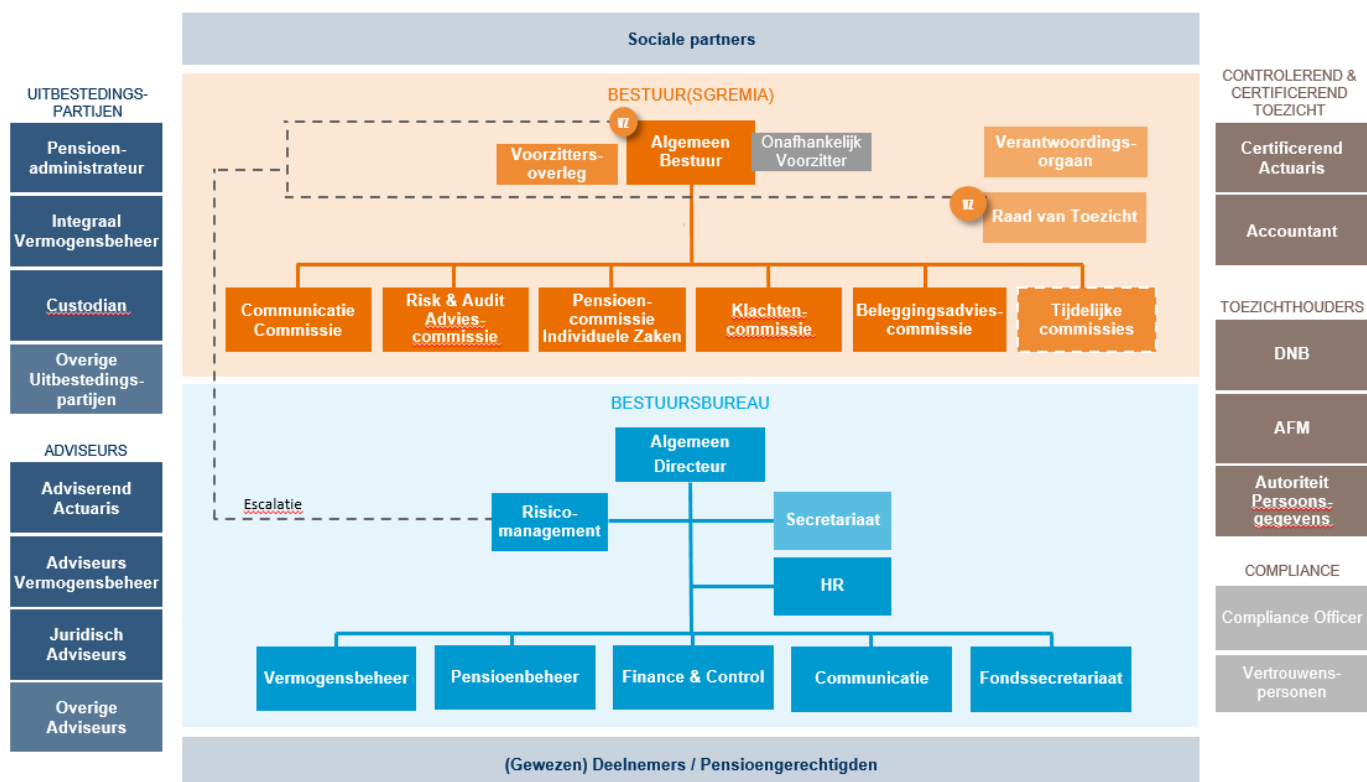 Sociale partners
UITBESTEDINGS-
PARTIJEN
Pensioen-
administrateur
Integraal
Vermogensbeheer
Custodian
Overige
Uitbestedings-
partijen
ADVISEURS
Adviserend
Actuaris
Adviseurs
Vermogensbeheer
Juridisch
Adviseurs
Overige
Adviseurs
BESTUUR(SGREMIA)
VZ
Voorzitters-
overleg
Algemeen
Bestuur
Onafhankelijk
Voorzitter
Verantwoordings-
orgaan
VZ
Raad van Toezicht
Communicatie
Commissie
Risk & Audit
Advies-
commissie
Pensioen-
commissie
Individuele Zaken
Klachten-
commissie
Beleggingsadvies-
commissie
Tijdelijke
commissies
BESTUURSBUREAU
Algemeen
Directeur
Escalatie
Risico-
management
Secretariaat
HR
Vermogensbeheer
Pensioenbeheer
Finance & Control
Communicatie
Fondssecretariaat
CONTROLEREND &
CERTIFICEREND
TOEZICHT
Certificerend
Actuaris
Accountant
TOEZICHTHOUDERS
DNB
AFM
Autoriteit
Persoons-
gegevens
COMPLIANCE
Compliance Officer
Vertrouwens-
personen
(Gewezen) Deelnemers / Pensioengerechtigden